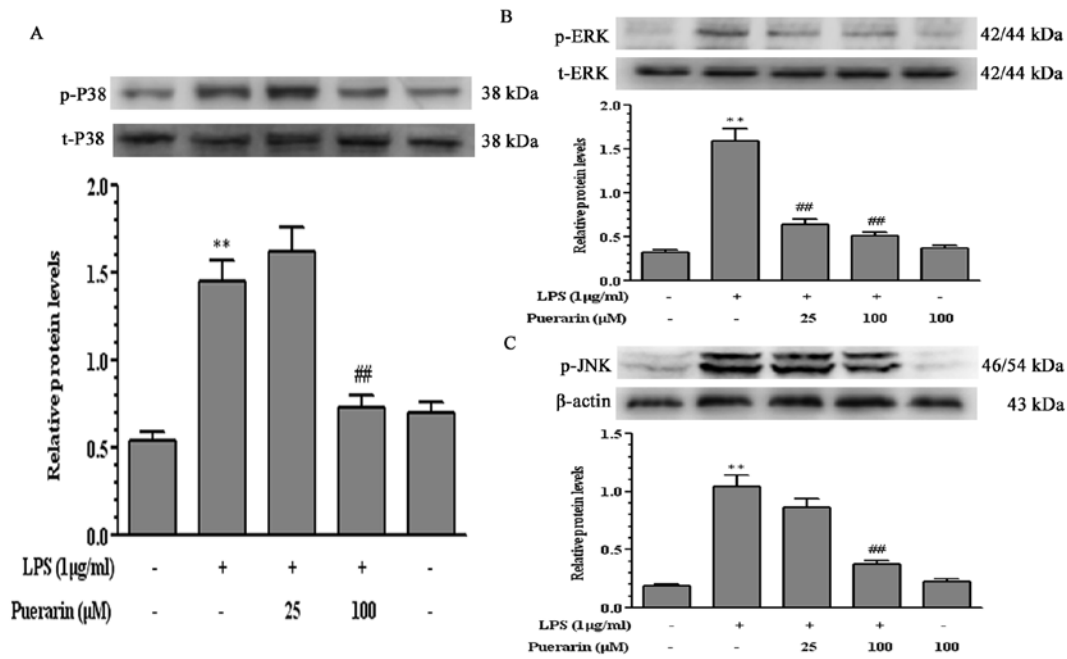 A
p-P38 38 kDa
t-P38 38 kDa
2.0
1.5
1.0
0.5
0.0
Relative protein levels
**
##
LPS (1μg/ml) - + + + -
Puerarin (μM) - - 25 100 -
B
p-ERK 42/44 kDa
t-ERK 42/44 kDa
2.0
1.5
1.0
0.5
0.0
Relative protein levels
**
##
##
LPS (1μg/ml) - + + + -
Puerarin (μM) - - 25 100 100
C
p-JNK 46/54 kDa
β-actin 43 kDa
1.5
1.0
0.5
0.0
Relative protein levels
**
##
LPS (1μg/ml) - + + + -
Puerarin (μM) - - 25 100 100